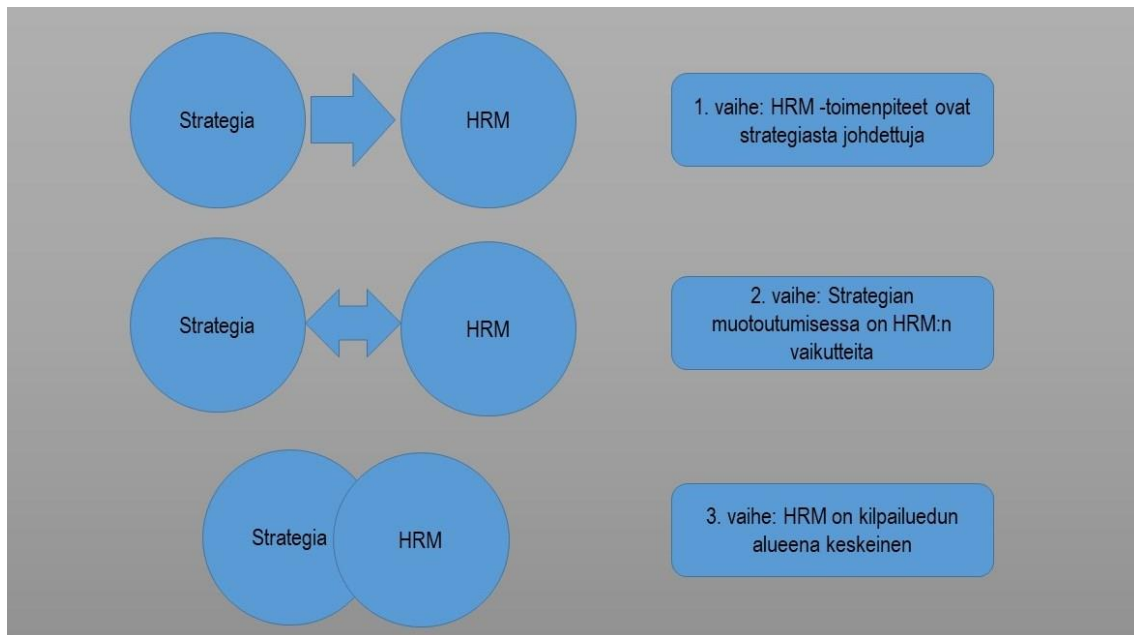 Strategia
HRM
1. vaihe: HRM -toimenpiteet ovat
strategiasta johdettuja
Strategia
HRM
2. vaihe: Strategian
muotoutumisessa on HRM:n
vaikutteita
Strategia
HRM
3. vaihe: HRM on kilpailuedun
alueena keskeinen